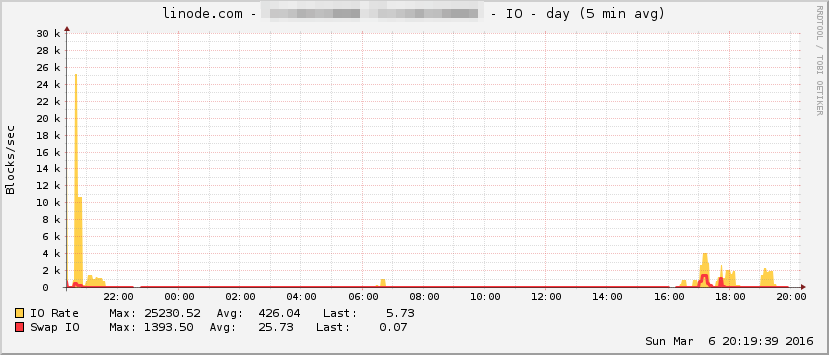 linode.com - - IO - day (5 min avg)
RRDTOOL / TOBI OETIKER
Blocks/sec
30 k
28 k
26 k
24 k
22 k
20 k
18 k
16 k
14 k
12 k
10 k
8 k
6 k
4 k
2 k
0
22:00 00:00 02:00 04:00 06:00 08:00 10:00 12:00 14:00 16:00 18:00 20:00
IO Rate Max: 25230.52 Avg: 426.04 Last: 5.73
Swap IO Max: 1393.50 Avg: 25.73 Last: 0.07
Sun Mar 6 20:19:39 2016